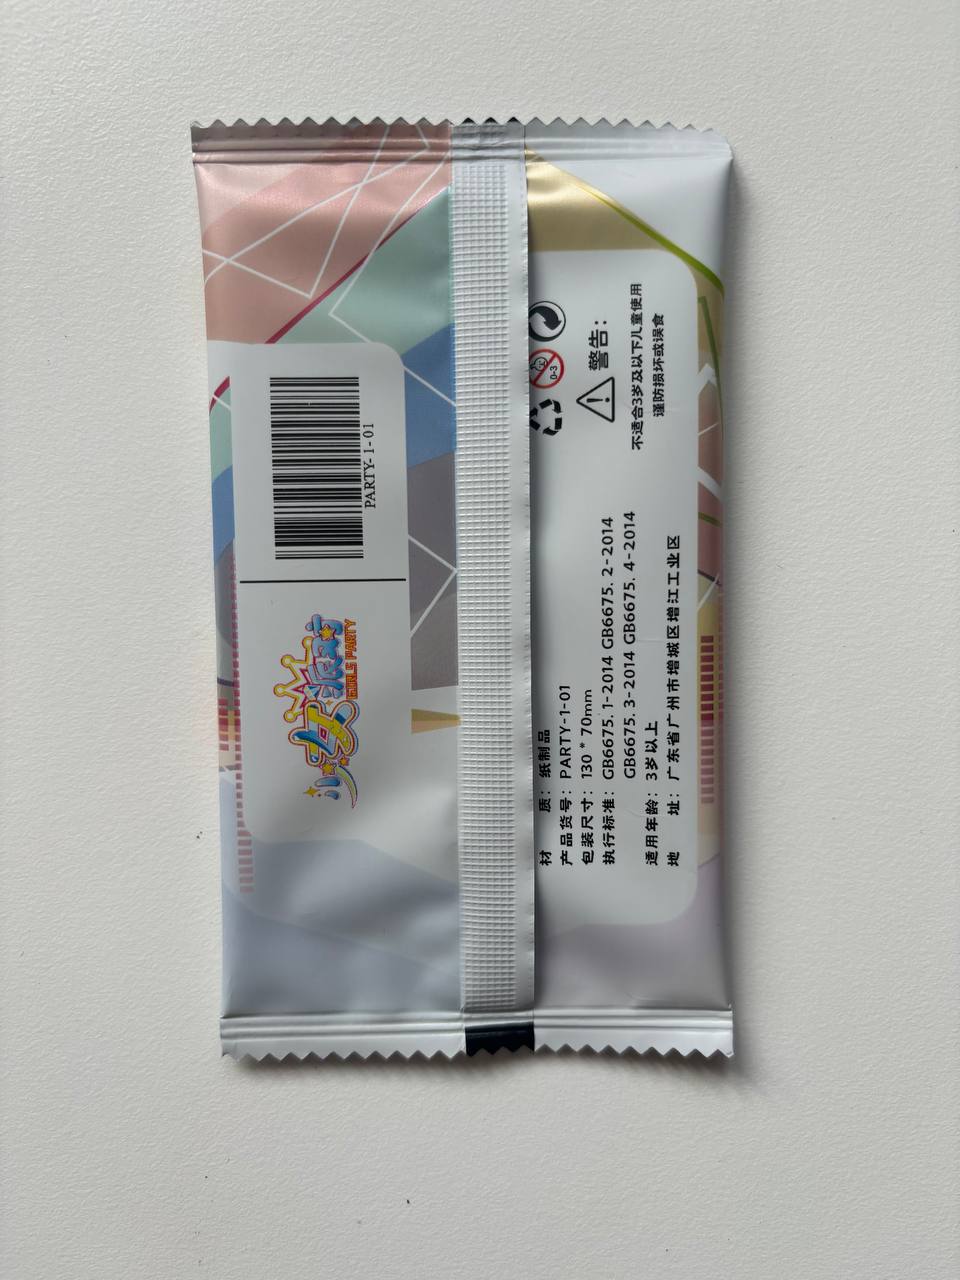 PARTY-1-01
少女派对
GIRLS PARTY
0-3
警告：
不适合3岁及以下儿童使用
谨防损坏或误食
材　　质：纸制品
产品货号：PARTY-1-01
包装尺寸：130 * 70mm
执行标准：GB6675. 1-2014 GB6675. 2-2014
GB6675. 3-2014 GB6675. 4-2014
适用年龄：3岁以上
地　　址：广东省广州市增城区增江工业区